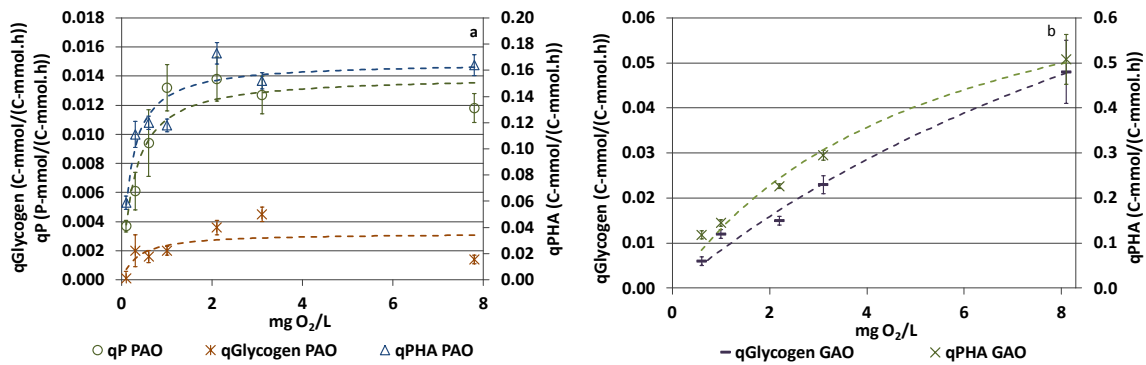 a
qGlycogen (C-mmol/(C-mmol.h))
qP (P-mmol/(C-mmol.h))
0.018
0.016
0.014
0.012
0.010
0.008
0.006
0.004
0.002
0.000
0.20
0.18
0.16
0.14
0.12
0.10
0.08
0.06
0.04
0.02
0.00
qPHA (C-mmol/(C-mmol.h))
0 2 4 6 8
mg O₂/L
qP PAO qGlycogen PAO qPHA PAO
b
qGlycogen (C-mmol/(C-mmol.h))
0.06
0.05
0.04
0.03
0.02
0.01
0.00
0.6
0.5
0.4
0.3
0.2
0.1
0.0
qPHA (C-mmol/(C-mmol.h))
0 2 4 6 8
mg O₂/L
qGlycogen GAO qPHA GAO